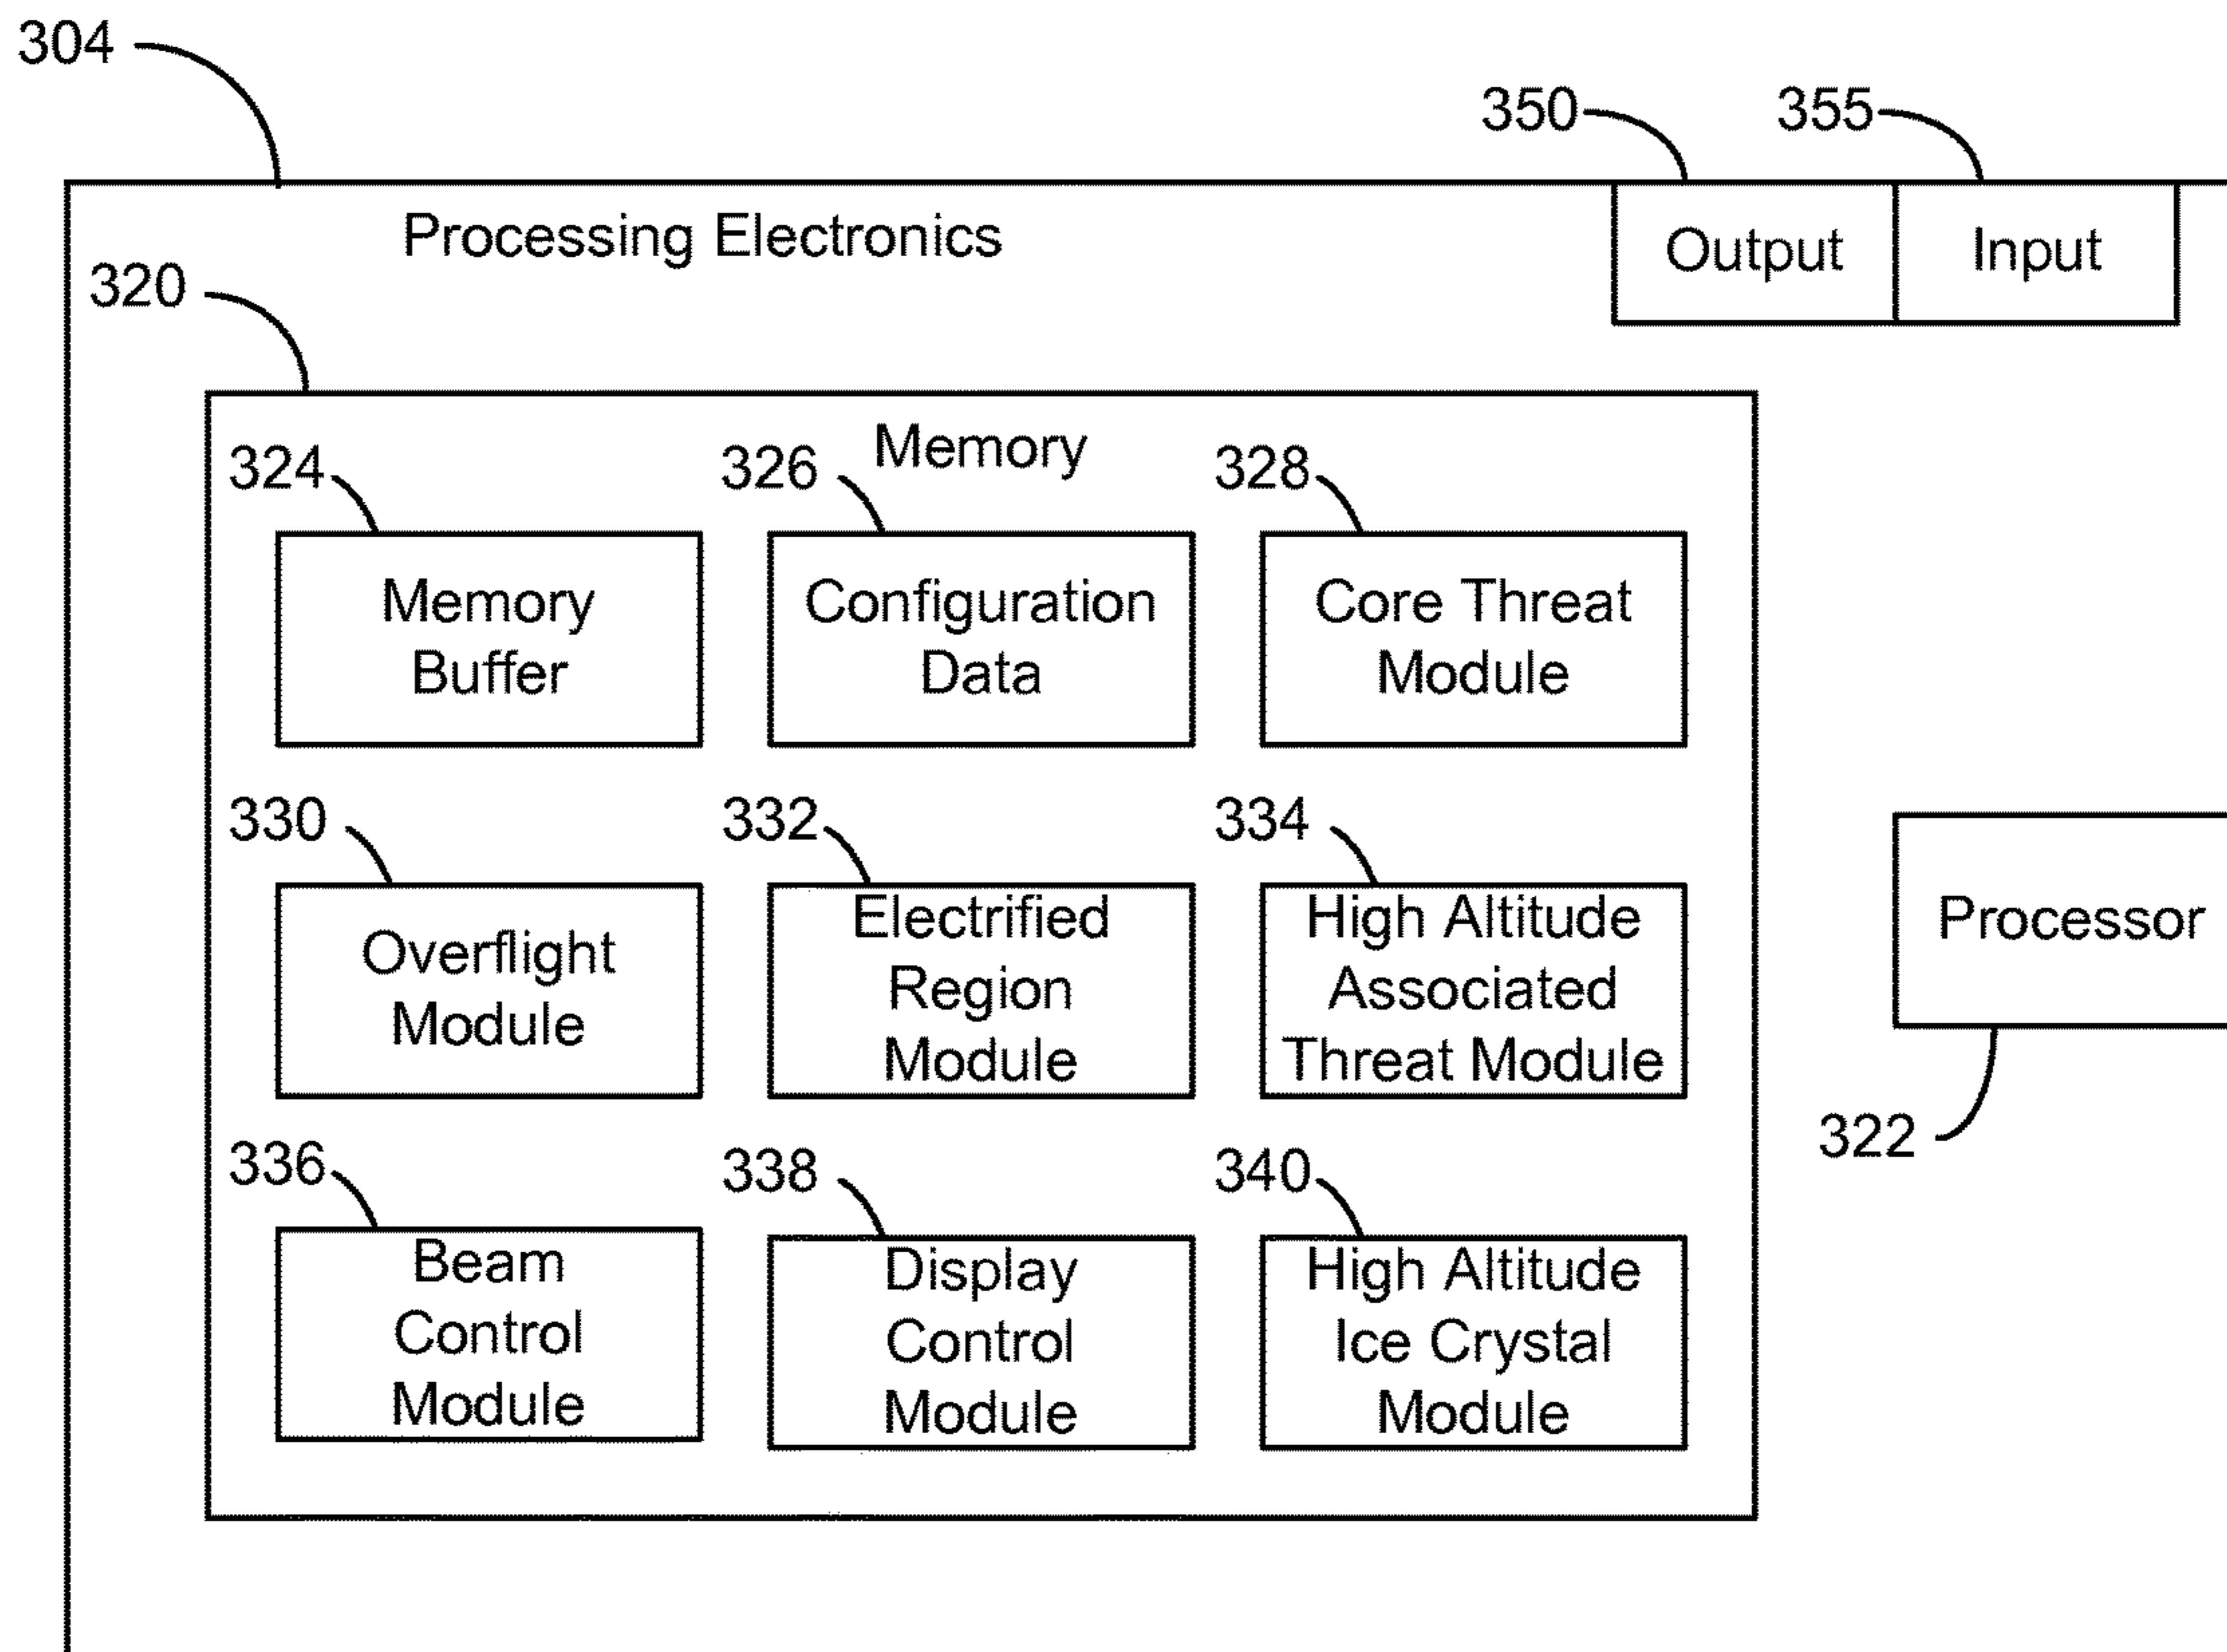 304
350
355
Processing Electronics
Output
Input
320
Memory
324
326
328
Memory
Buffer
Configuration
Data
Core Threat
Module
330
332
334
Overflight
Module
Electrified
Region
Module
High Altitude
Associated
Threat Module
Processor
322
336
338
340
Beam
Control
Module
Display
Control
Module
High Altitude
Ice Crystal
Module